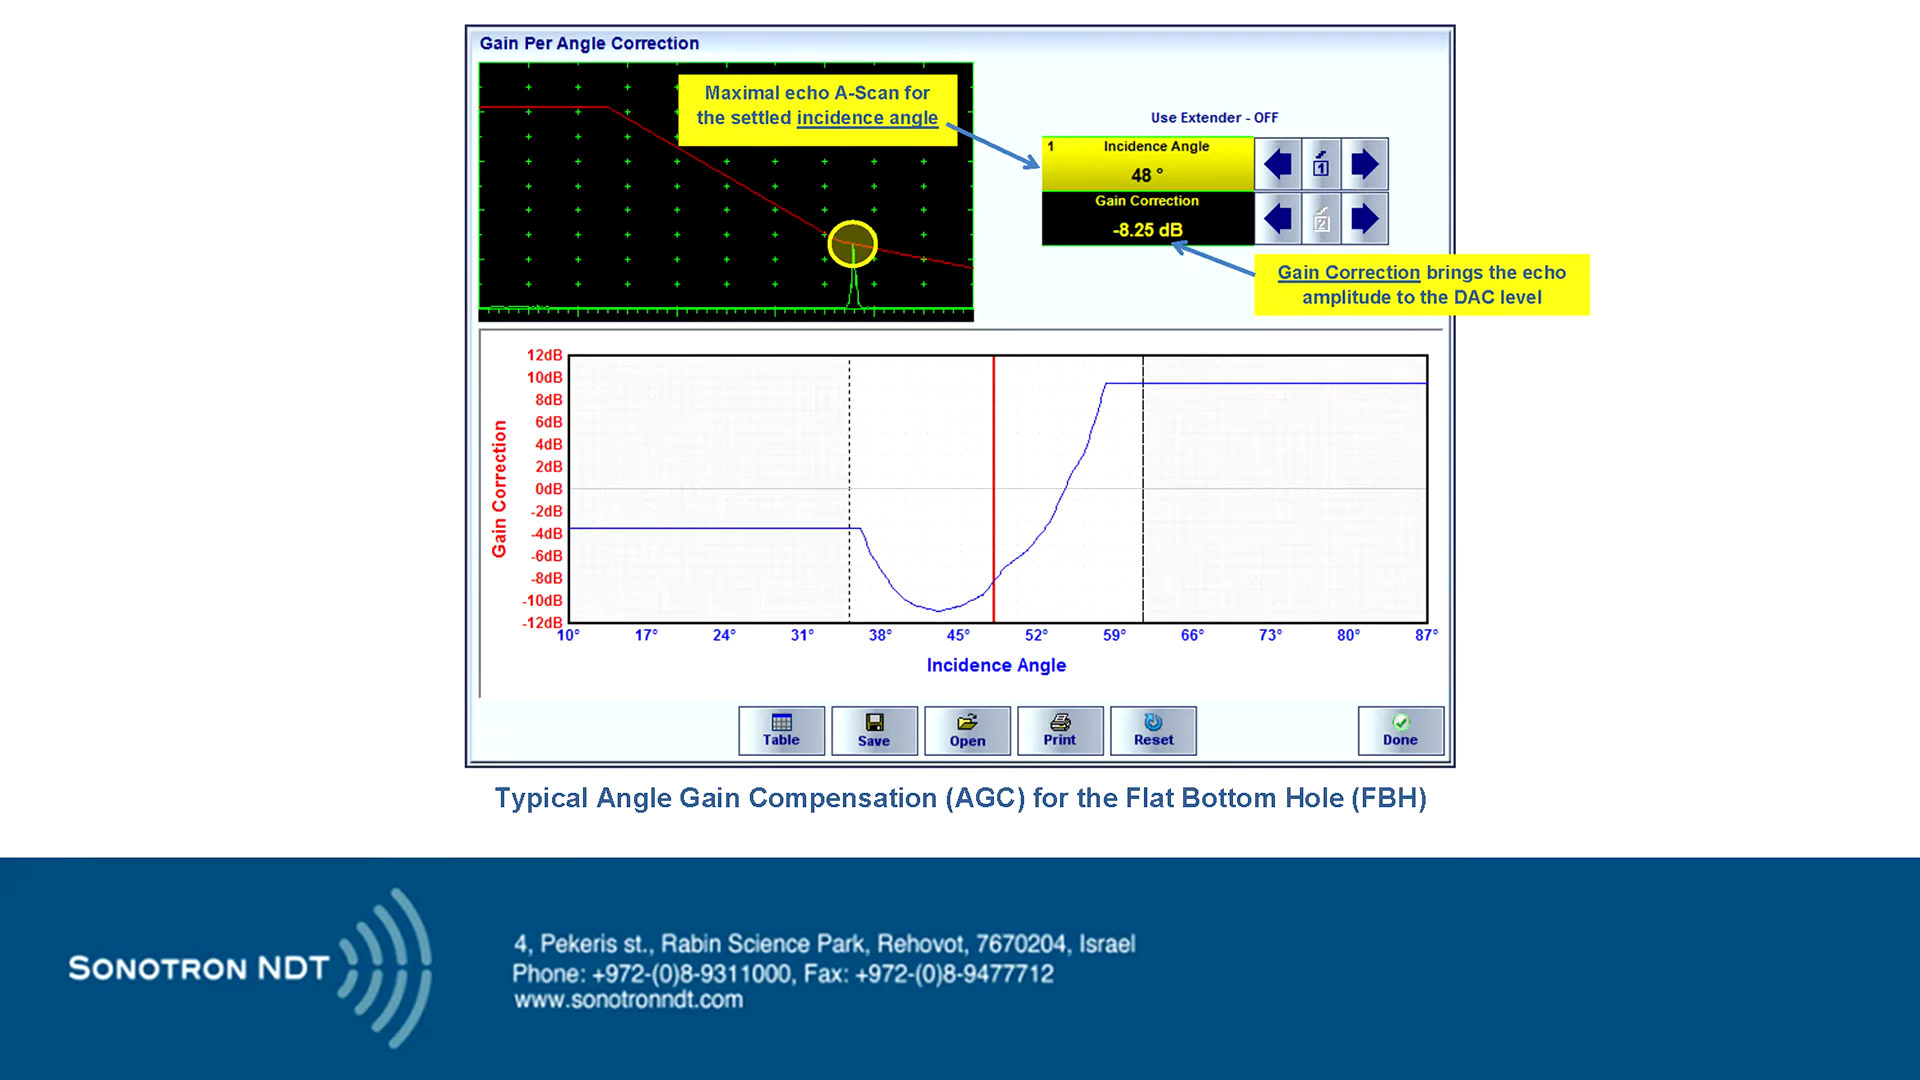 Gain Per Angle Correction
Maximal echo A-Scan for
the settled incidence angle
Use Extender - OFF
1 Incidence Angle
48 °
1
Gain Correction
-8.25 dB
2
Gain Correction brings the echo
amplitude to the DAC level
12dB
10dB
8dB
6dB
4dB
2dB
0dB
-2dB
-4dB
-6dB
-8dB
-10dB
-12dB
Gain Correction
10° 17° 24° 31° 38° 45° 52° 59° 66° 73° 80° 87°
Incidence Angle
Table Save Open Print Reset Done
Typical Angle Gain Compensation (AGC) for the Flat Bottom Hole (FBH)
SONOTRON NDT
4, Pekeris st., Rabin Science Park, Rehovot, 7670204, Israel
Phone: +972-(0)8-9311000, Fax: +972-(0)8-9477712
www.sonotronndt.com